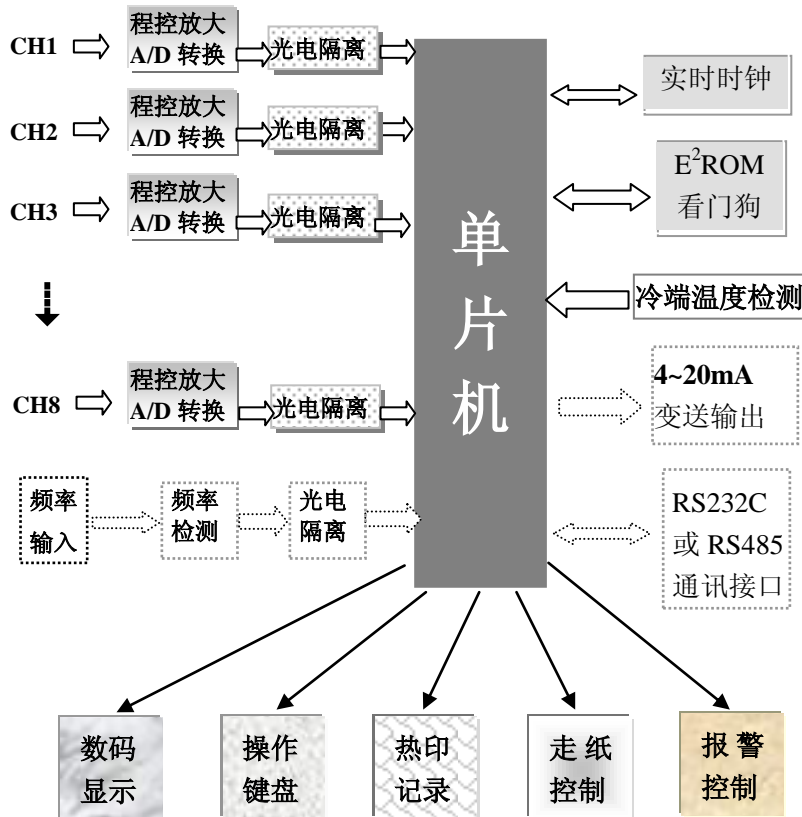 CH1
程控放大
A/D 转换
光电隔离
CH2
程控放大
A/D 转换
光电隔离
CH3
程控放大
A/D 转换
光电隔离
CH8
程控放大
A/D 转换
光电隔离
频率
输入
频率
检测
光电
隔离
单
片
机
实时时钟
E²ROM
看门狗
冷端温度检测
4~20mA
变送输出
RS232C
或 RS485
通讯接口
数码
显示
操作
键盘
热印
记录
走 纸
控制
报 警
控制